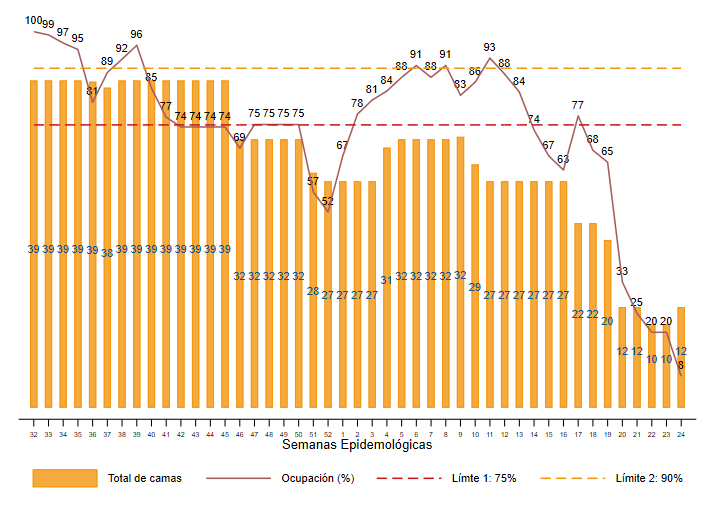 100 99 97 95 81 89 92 96 85 77 74 74 74 74 69 75 75 75 75 57 52 67 78 81 84 88 91 88 91 83 86 93 88 84 74 67 63 77 68 65 33 25 20 20 8
39 39 39 39 39 38 39 39 39 39 39 39 39 39 32 32 32 32 32 28 27 27 27 27 31 32 32 32 32 32 29 27 27 27 27 27 27 22 22 20 12 12 10 10 12
32 33 34 35 36 37 38 39 40 41 42 43 44 45 46 47 48 49 50 51 52 1 2 3 4 5 6 7 8 9 10 11 12 13 14 15 16 17 18 19 20 21 22 23 24
Semanas Epidemológicas
Total de camas Ocupación (%) Límte 1: 75% Límite 2: 90%